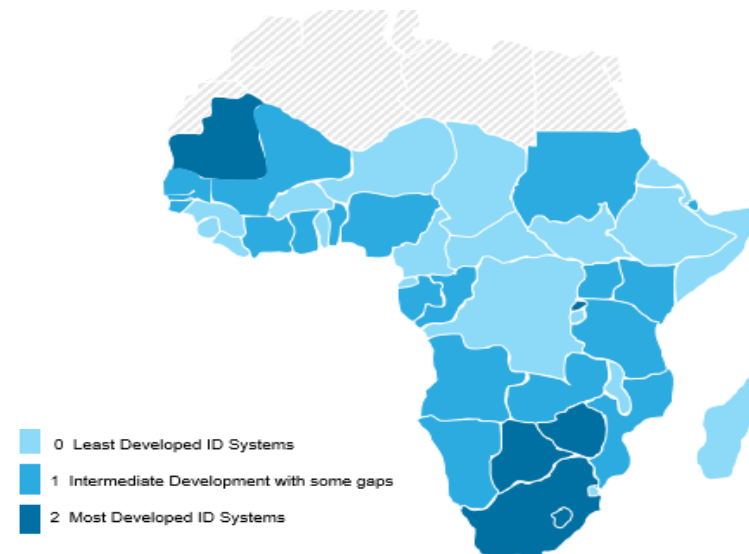 0 Least Developed ID Systems
1 Intermediate Development with some gaps
2 Most Developed ID Systems